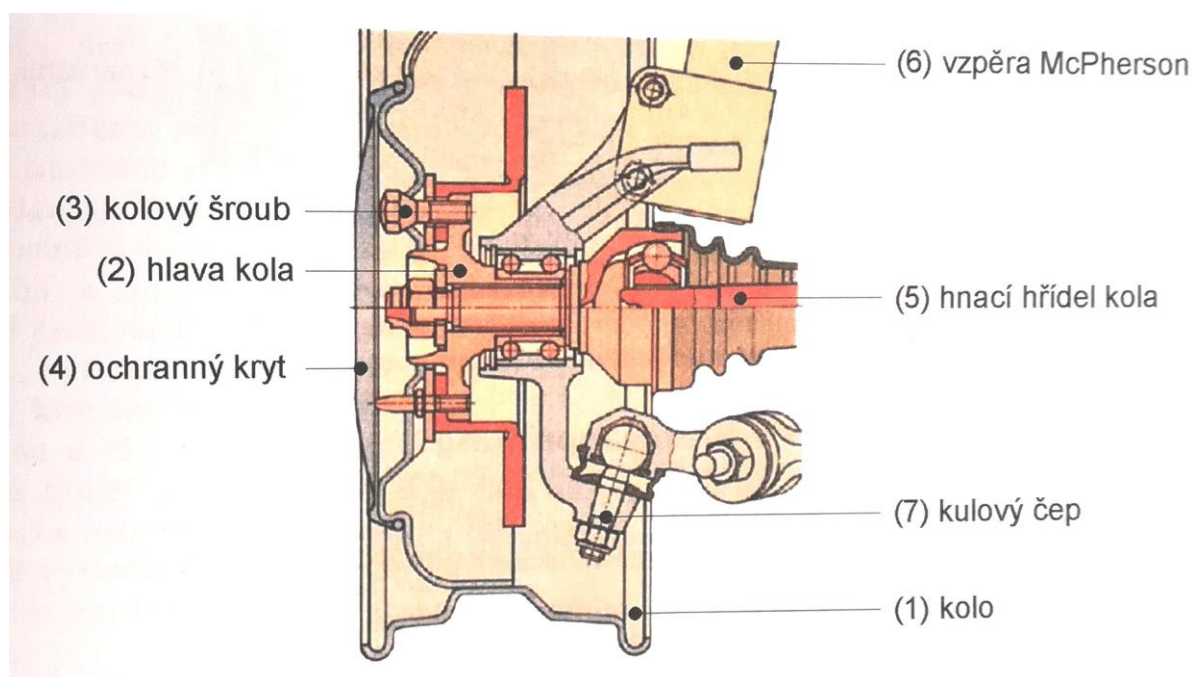 (6) vzpěra McPherson
(3) kolový šroub
(2) hlava kola
(5) hnací hřídel kola
(4) ochranný kryt
(7) kulový čep
(1) kolo